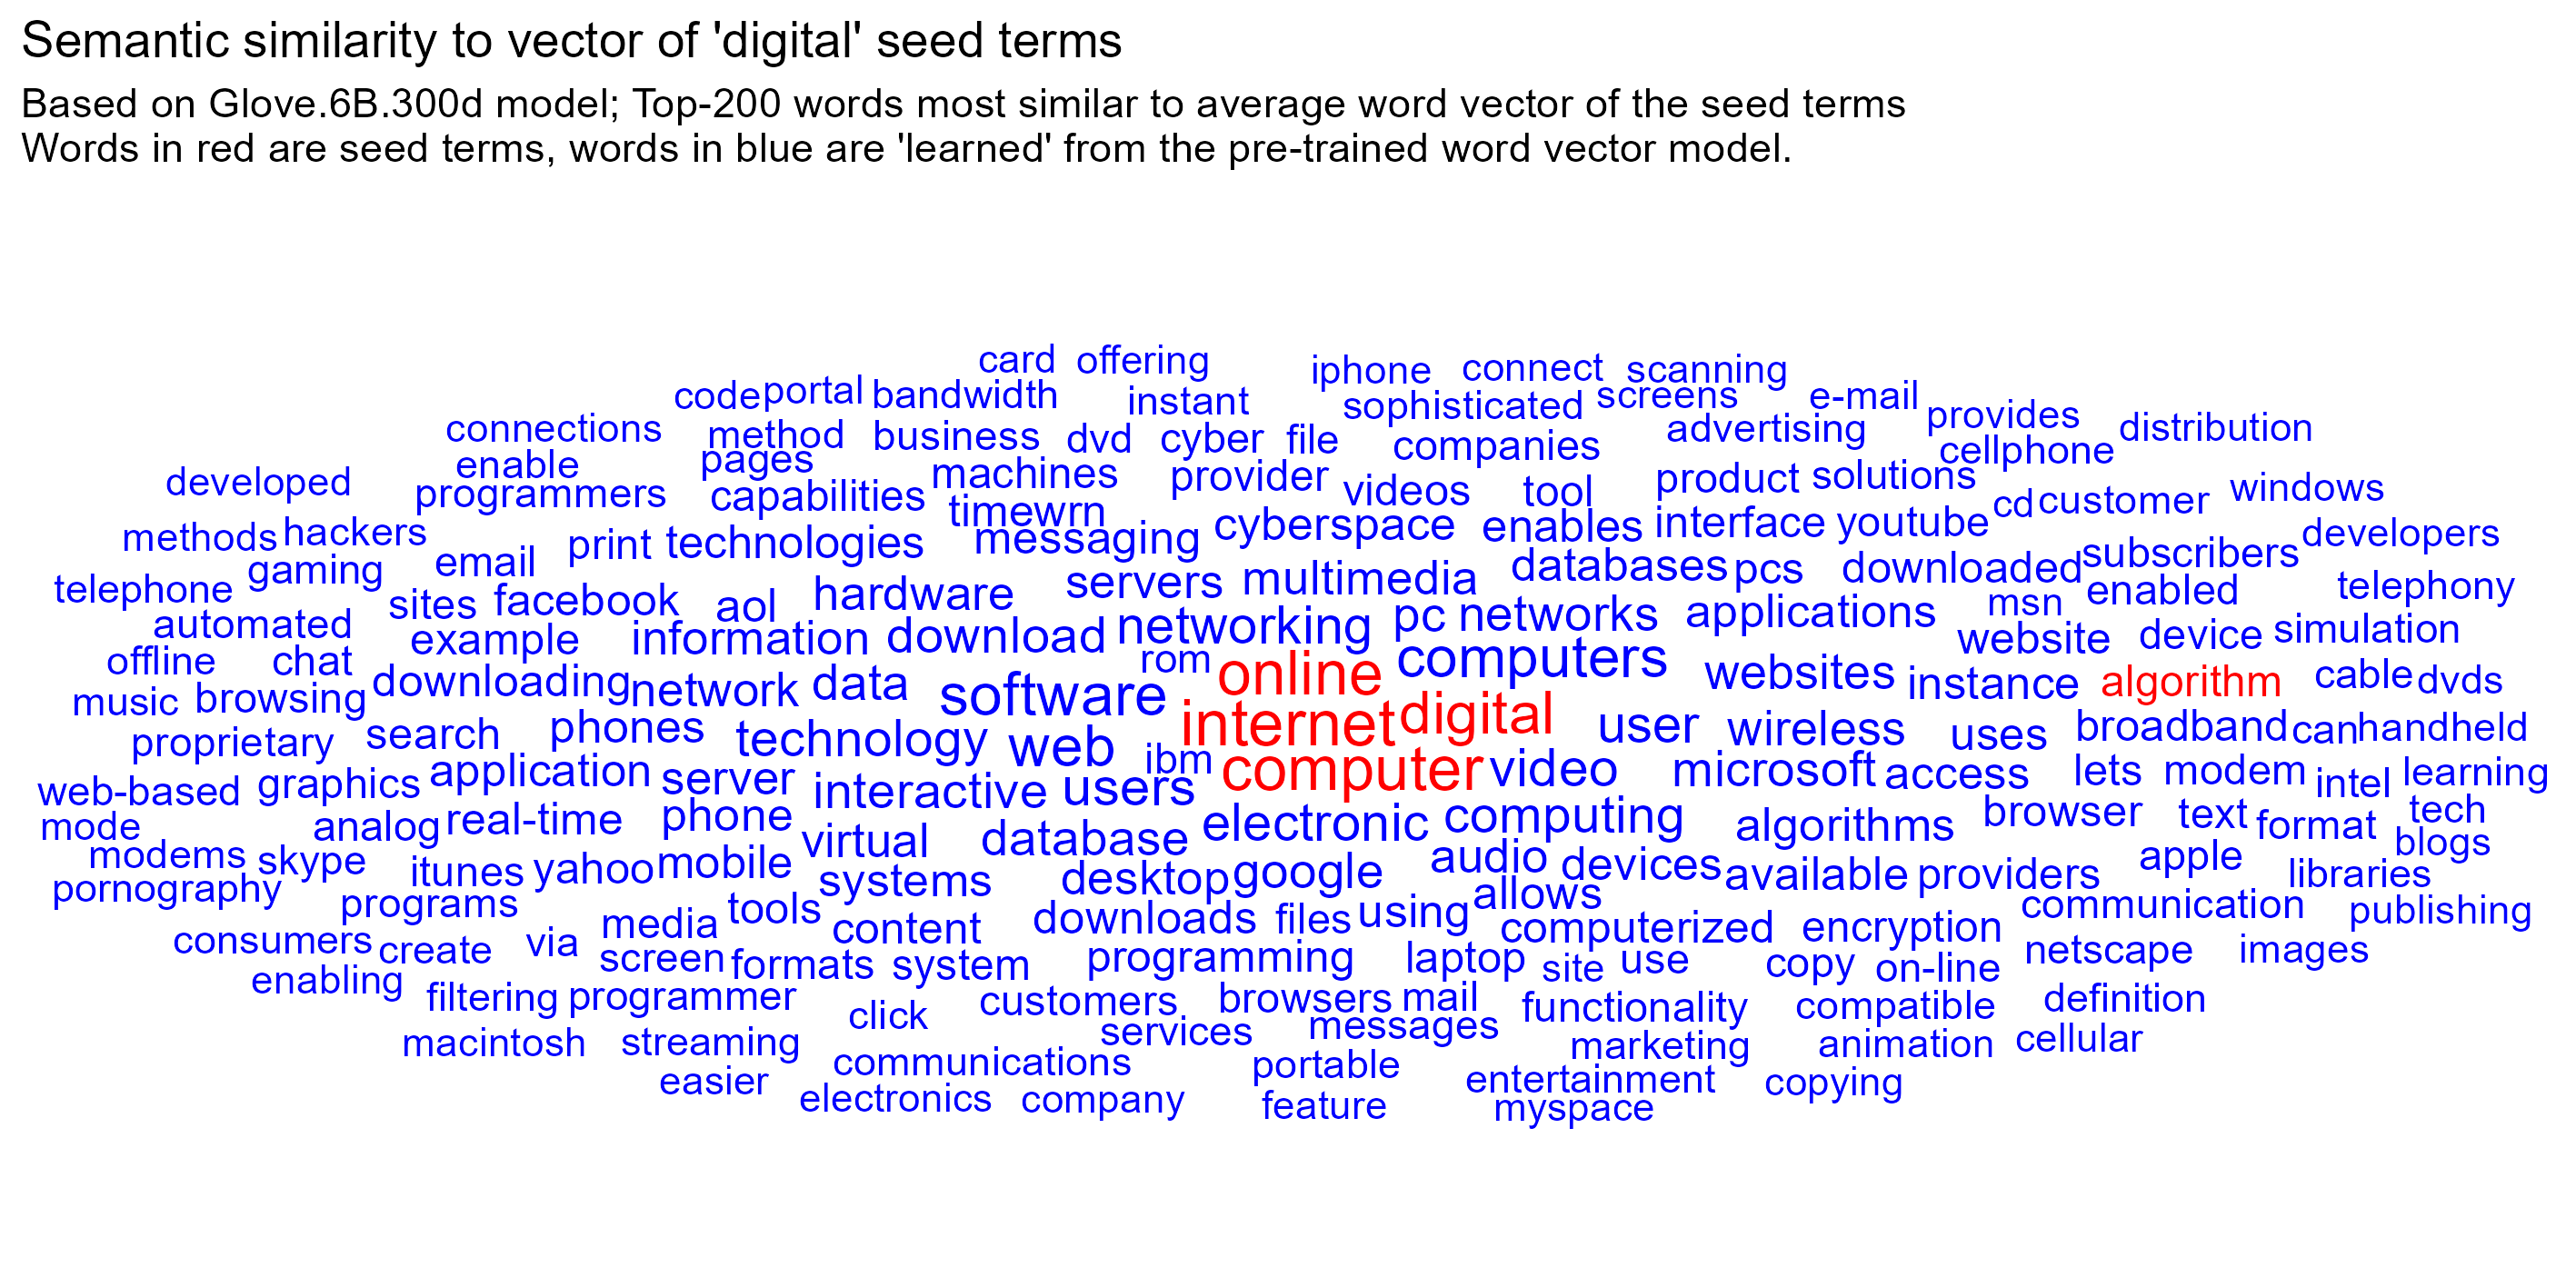 Semantic similarity to vector of 'digital' seed terms
Based on Glove.6B.300d model; Top-200 words most similar to average word vector of the seed terms
Words in red are seed terms, words in blue are 'learned' from the pre-trained word vector model.
card offering iphone connect scanning
code portal bandwidth instant sophisticated screens e-mail provides
connections method business dvd cyber file companies advertising cellphone distribution
developed enable pages machines provider videos tool product solutions
programmers capabilities timewrn cyberspace enables interface youtube cd customer windows
methods hackers email print technologies messaging databases pcs downloaded subscribers developers
telephone gaming sites facebook aol hardware servers multimedia networks applications msn enabled telephony
automated example information download networking pc website device simulation
offline chat rom online computers websites instance algorithm cable dvds
music browsing downloading network data software internet digital user wireless uses broadband can handheld
proprietary search phones technology web ibm computer video microsoft access lets modem intel learning
web-based graphics application server interactive users electronic computing algorithms browser text format tech
mode analog real-time phone virtual database audio devices available providers apple blogs
modems skype itunes yahoo mobile systems desktop google allows libraries
pornography programs media tools content downloads files using computerized encryption communication publishing
consumers create via screen formats system programming laptop site use copy on-line netscape images
enabling filtering programmer click customers browsers mail functionality compatible definition
macintosh streaming communications services messages marketing animation cellular
easier electronics company portable entertainment copying
feature myspace